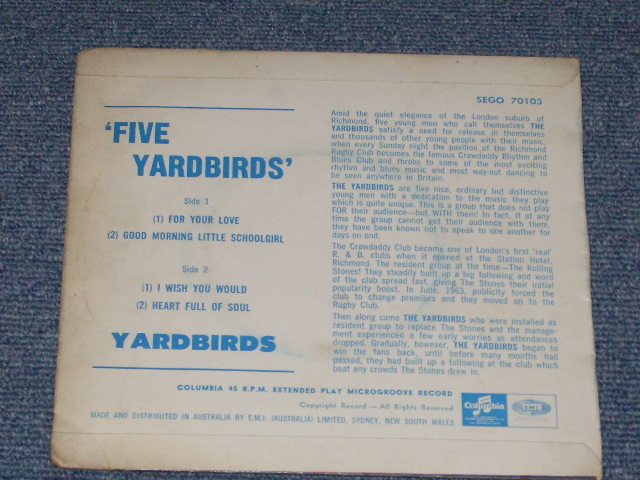 SEGO 70105
'FIVE
YARDBIRDS'
Side 1
(1) FOR YOUR LOVE
(2) GOOD MORNING LITTLE SCHOOLGIRL
Side 2
(1) I WISH YOU WOULD
(2) HEART FULL OF SOUL
YARDBIRDS
Amid the quiet elegance of the London suburb of
Richmond, five young men who call themselves THE
YARDBIRDS satisfy a need for release in themselves
and thousands of other young people with their music,
when every Sunday night the pavilion of the Richmond
Rugby Club becomes the famous Crawdaddy Rhythm and
Blues Club and throbs to some of the most exciting
rhythm and blues music and most way-out dancing to
be seen anywhere in Britain.
THE YARDBIRDS are five nice, ordinary but distinctive
young men with a dedication to the music they play
which is quite unique. This is a group that does not play
FOR their audience—but WITH them! In fact, if at any
time the group cannot get their audience with them,
they have been known not to speak to one another for
days on end.
The Crawdaddy Club became one of London's first 'real'
R. & B. clubs when it opened at the Station Hotel,
Richmond. The resident group at the time—The Rolling
Stones! They steadily built up a big following and word
of the club spread fast, giving The Stones their initial
popularity boost. In June, 1963, publicity forced the
club to change premises and they moved on to the
Rugby Club.
Then along came THE YARDBIRDS who were installed as
resident group to replace The Stones and the manage-
ment experienced a few early worries as attendances
dropped. Gradually, however, THE YARDBIRDS began to
win the fans back, until before many months had
passed, they had built up a following at the club which
beat any crowds The Stones drew in.
COLUMBIA 45 R.P.M. EXTENDED PLAY MICROGROOVE RECORD
Copyright Record — All Rights Reserved
MADE AND DISTRIBUTED IN AUSTRALIA BY E.M.I. (AUSTRALIA) LIMITED, SYDNEY, NEW SOUTH WALES
Columbia
EMI